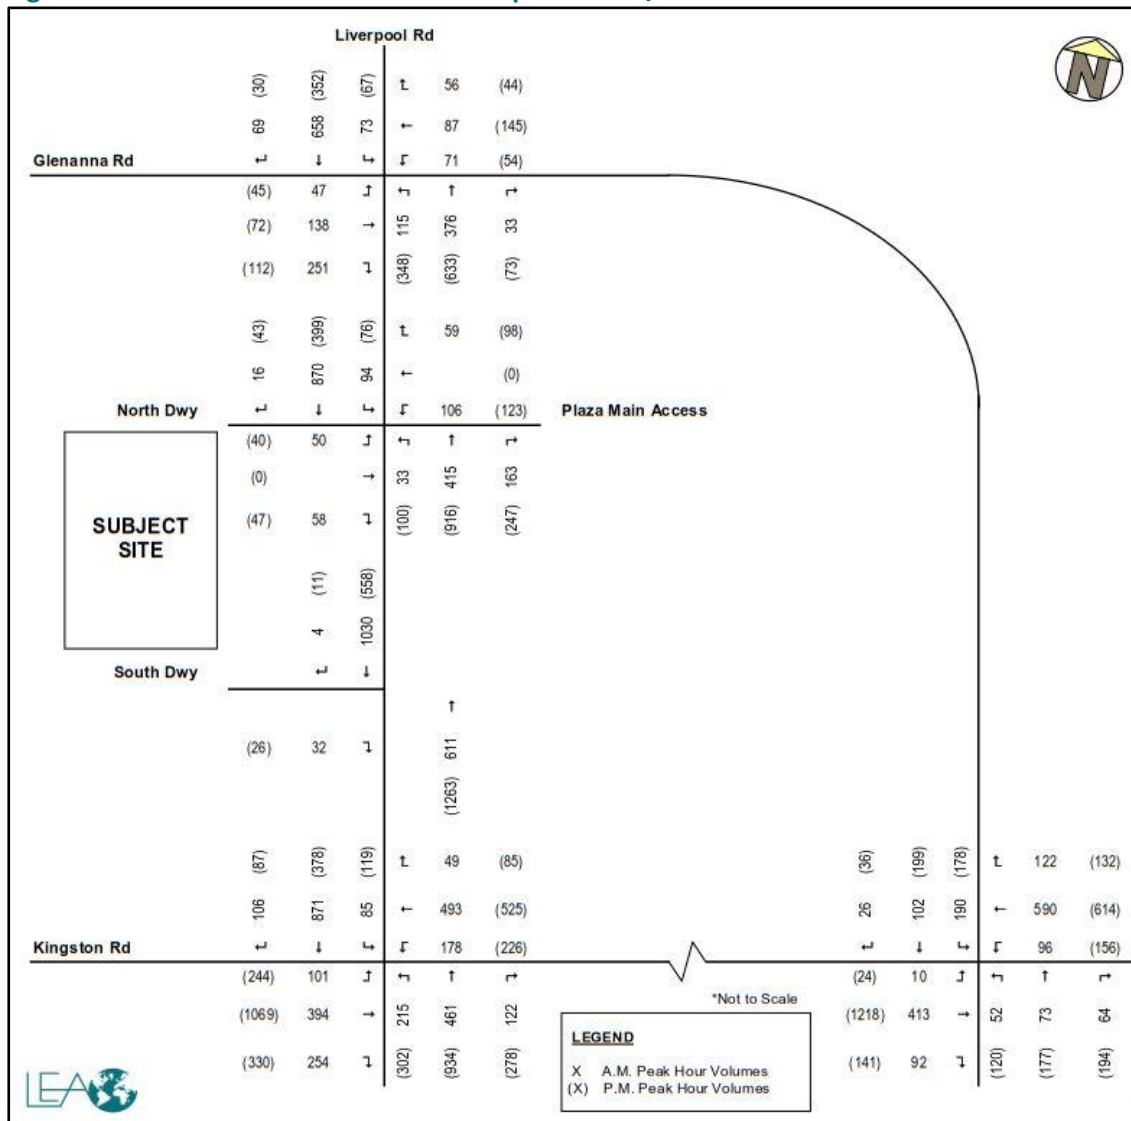 Liverpool Rd
N
(30) (352) (67) 56 (44)
69 658 73 87 (145)
Glenanna Rd 71 (54)
(45) 47
(72) 138 115 376 33
(112) 251 (348) (633) (73)
(43) (399) (76) 59 (98)
16 870 94 (0)
North Dwy 106 (123) Plaza Main Access
(40) 50
(0) 33 415 163
(47) 58 (100) (916) (247)
SUBJECT
SITE
(11) (558)
4 1030
South Dwy
(26) 32 611
(1263)
(87) (378) (119) 49 (85) (36) (199) (178) 122 (132)
106 871 85 493 (525) 26 102 190 590 (614)
Kingston Rd 178 (226) 96 (156)
(244) 101 (24) 10
*Not to Scale
(1069) 394 215 461 122 (1218) 413 52 73 64
(330) 254 (302) (934) (278) (141) 92 (120) (177) (194)
LEGEND
X A.M. Peak Hour Volumes
(X) P.M. Peak Hour Volumes
LEA